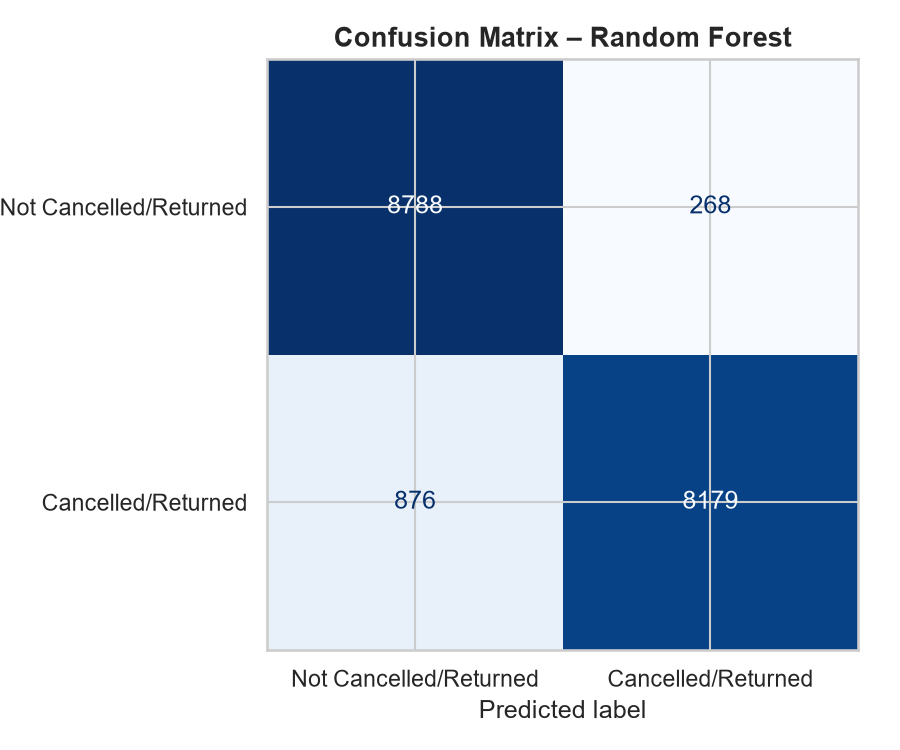 Confusion Matrix – Random Forest
Not Cancelled/Returned
8788
268
Cancelled/Returned
876
8179
Not Cancelled/Returned
Cancelled/Returned
Predicted label